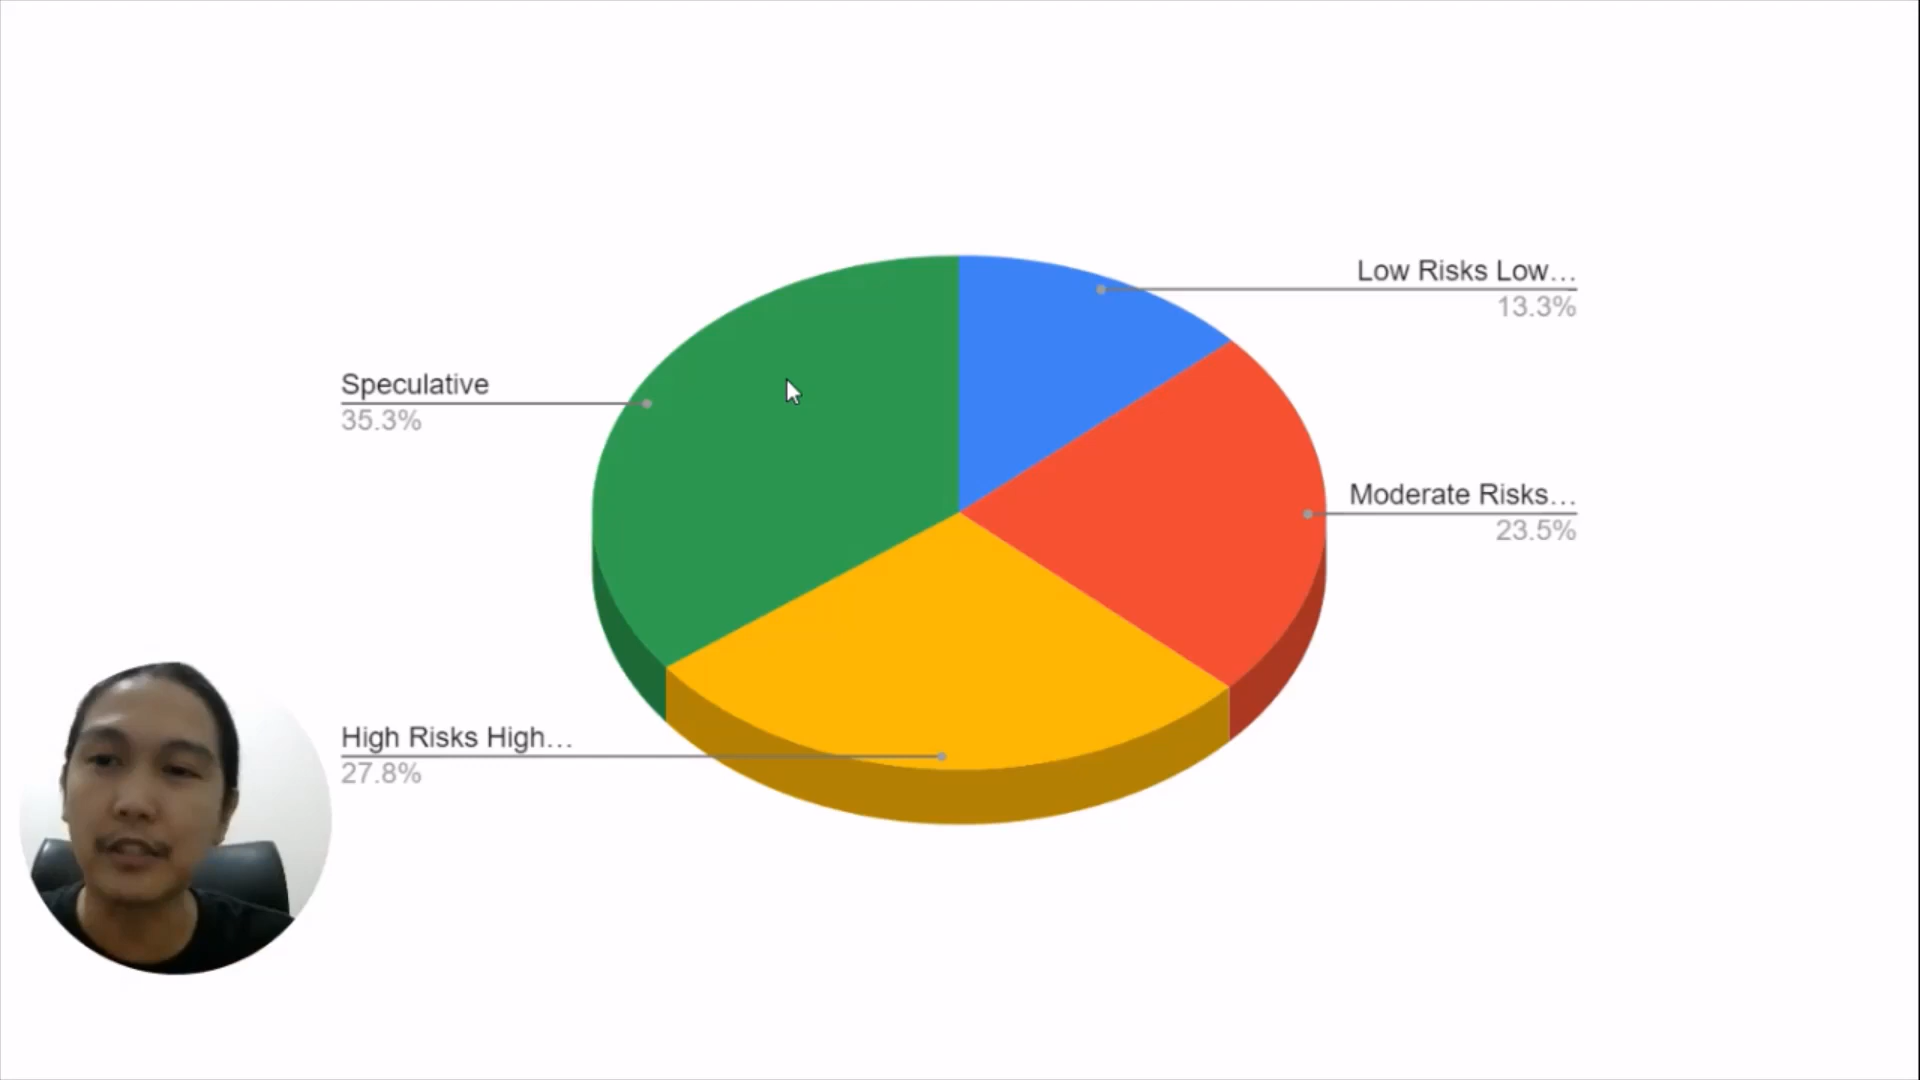 Low Risks Low…
13.3%
Speculative
35.3%
Moderate Risks…
23.5%
High Risks High…
27.8%